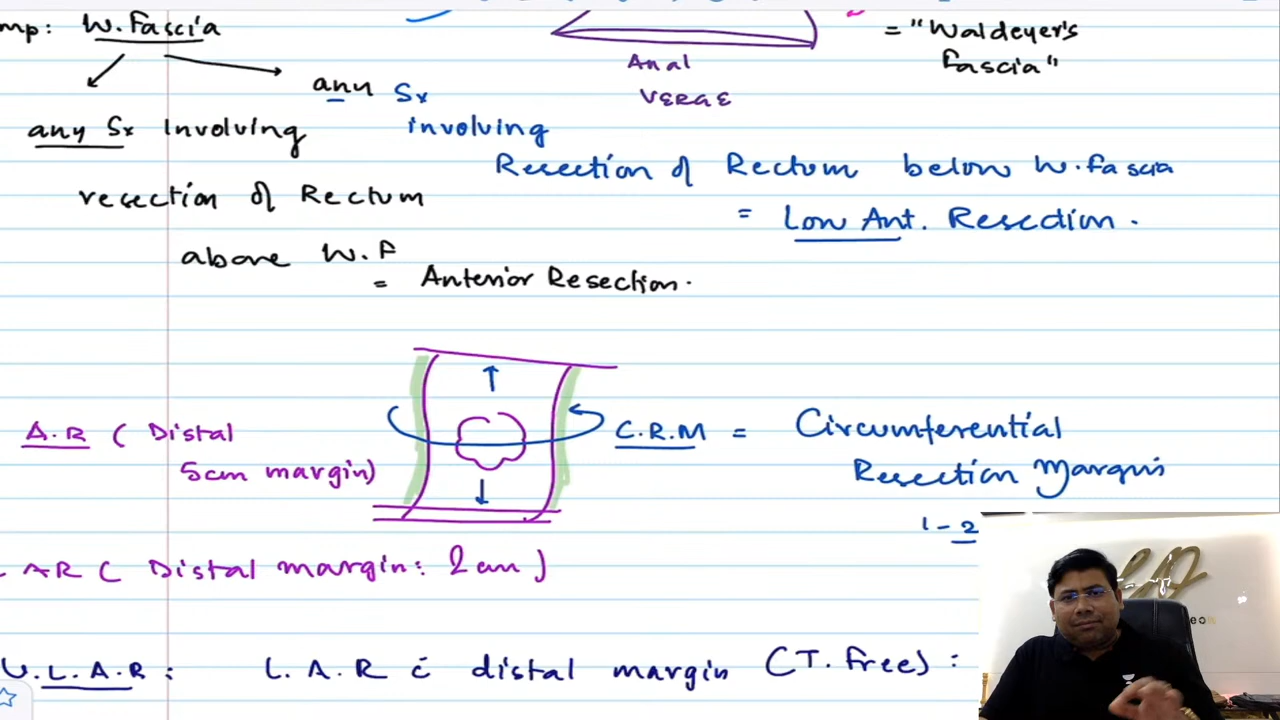 mp: W. Fascia
= "Waldeyer's
fascia"
Anal
VERGE
any Sx
involving
any Sx Involving
Resection of Rectum below W. fascia
resection of Rectum
= Low Ant. Resection.
above W. F
= Anterior Resection.
A.R ( Distal
5cm margin)
C.R.M = Circumferential
Resection Margin
1-2
AR ( Distal margin: 2cm )
U.L.A.R: L.A.R c̄ distal margin (T. free) :